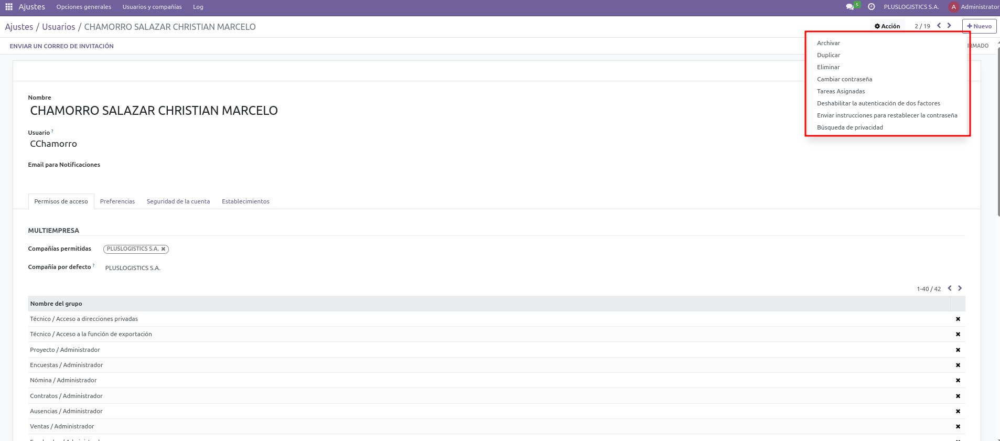 Ajustes Opciones generales Usuarios y compañías Log 5 PLUSLOGISTICS S.A. A Administrator
Ajustes / Usuarios / CHAMORRO SALAZAR CHRISTIAN MARCELO Acción 2 / 19 Nuevo
ENVIAR UN CORREO DE INVITACIÓN RMADO
Archivar
Duplicar
Eliminar
Cambiar contraseña
Tareas Asignadas
Deshabilitar la autenticación de dos factores
Enviar instrucciones para restablecer la contraseña
Búsqueda de privacidad
Nombre
CHAMORRO SALAZAR CHRISTIAN MARCELO
Usuario ?
CChamorro
Email para Notificaciones
Permisos de acceso Preferencias Seguridad de la cuenta Establecimientos
MULTIEMPRESA
Compañías permitidas PLUSLOGISTICS S.A.
Compañía por defecto ? PLUSLOGISTICS S.A.
1-40 / 42
Nombre del grupo
Técnico / Acceso a direcciones privadas
Técnico / Acceso a la función de exportación
Proyecto / Administrador
Encuestas / Administrador
Nómina / Administrador
Contratos / Administrador
Ausencias / Administrador
Ventas / Administrador